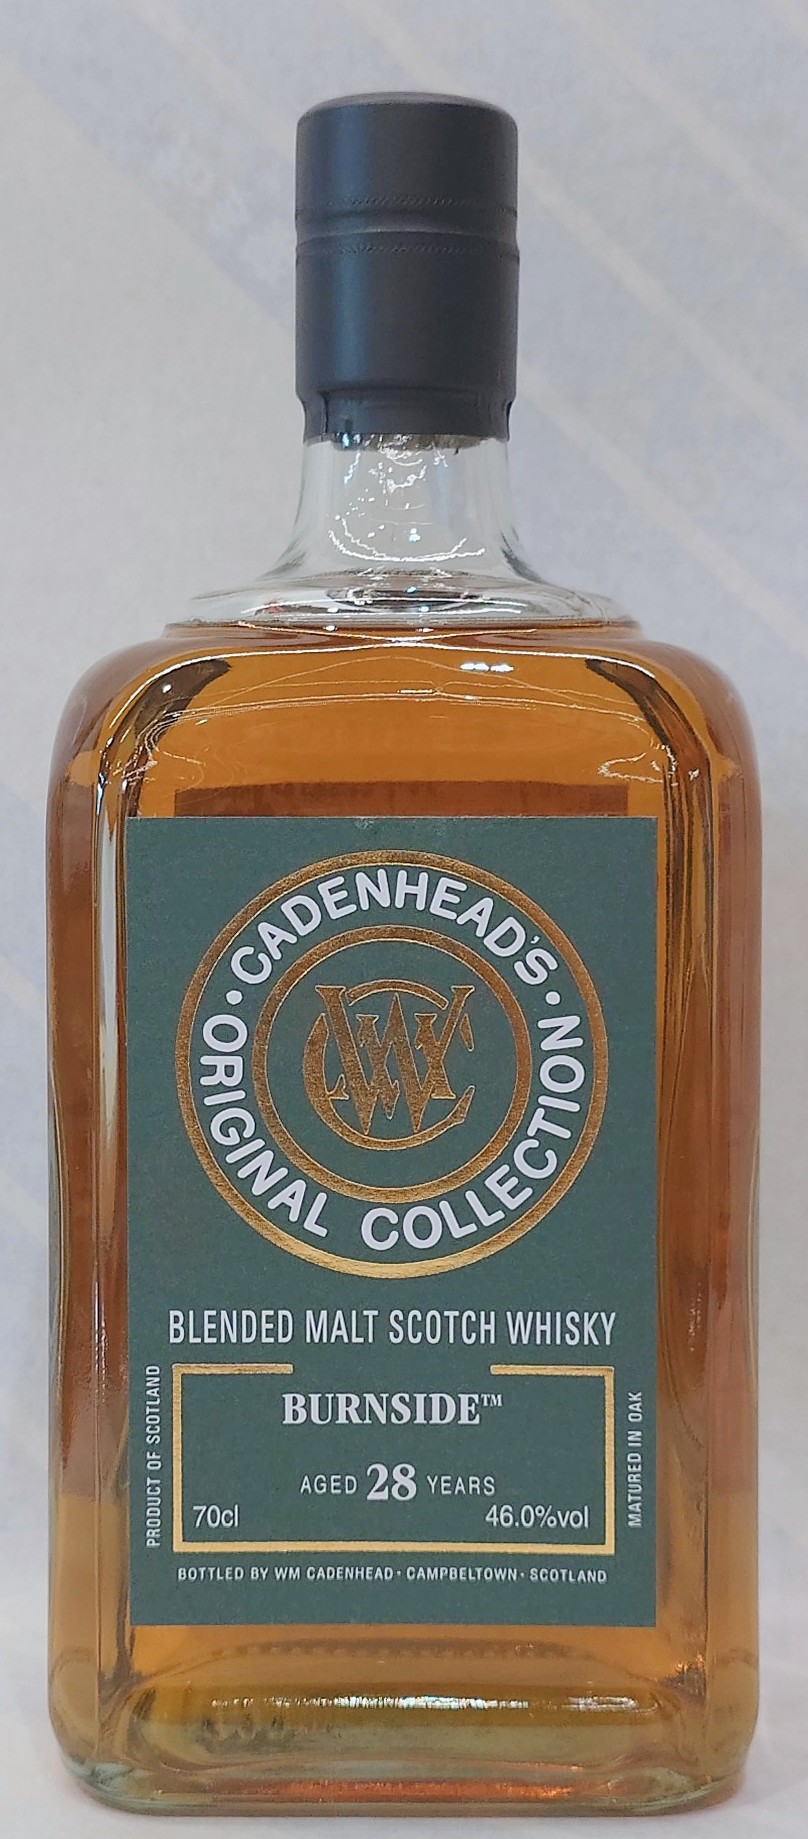 CADENHEAD'S
ORIGINAL COLLECTION
WC
BLENDED MALT SCOTCH WHISKY
BURNSIDE™
AGED 28 YEARS
70cl 46.0%vol
PRODUCT OF SCOTLAND
MATURED IN OAK
BOTTLED BY WM CADENHEAD · CAMPBELTOWN · SCOTLAND